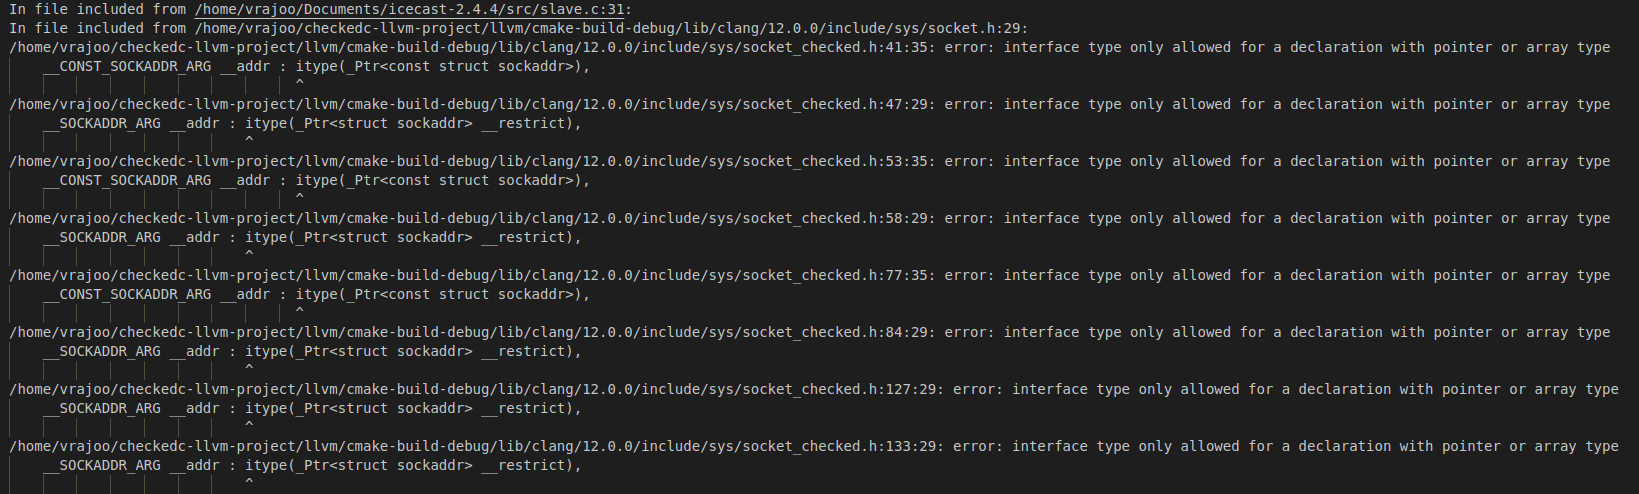 In file included from /home/vrajoo/Documents/icecast-2.4.4/src/slave.c:31:
In file included from /home/vrajoo/checkedc-llvm-project/llvm/cmake-build-debug/lib/clang/12.0.0/include/sys/socket.h:29:
/home/vrajoo/checkedc-llvm-project/llvm/cmake-build-debug/lib/clang/12.0.0/include/sys/socket_checked.h:41:35: error: interface type only allowed for a declaration with pointer or array type
__CONST_SOCKADDR_ARG __addr : itype(_Ptr<const struct sockaddr>),
^
/home/vrajoo/checkedc-llvm-project/llvm/cmake-build-debug/lib/clang/12.0.0/include/sys/socket_checked.h:47:29: error: interface type only allowed for a declaration with pointer or array type
__SOCKADDR_ARG __addr : itype(_Ptr<struct sockaddr> __restrict),
^
/home/vrajoo/checkedc-llvm-project/llvm/cmake-build-debug/lib/clang/12.0.0/include/sys/socket_checked.h:53:35: error: interface type only allowed for a declaration with pointer or array type
__CONST_SOCKADDR_ARG __addr : itype(_Ptr<const struct sockaddr>),
^
/home/vrajoo/checkedc-llvm-project/llvm/cmake-build-debug/lib/clang/12.0.0/include/sys/socket_checked.h:58:29: error: interface type only allowed for a declaration with pointer or array type
__SOCKADDR_ARG __addr : itype(_Ptr<struct sockaddr> __restrict),
^
/home/vrajoo/checkedc-llvm-project/llvm/cmake-build-debug/lib/clang/12.0.0/include/sys/socket_checked.h:77:35: error: interface type only allowed for a declaration with pointer or array type
__CONST_SOCKADDR_ARG __addr : itype(_Ptr<const struct sockaddr>),
^
/home/vrajoo/checkedc-llvm-project/llvm/cmake-build-debug/lib/clang/12.0.0/include/sys/socket_checked.h:84:29: error: interface type only allowed for a declaration with pointer or array type
__SOCKADDR_ARG __addr : itype(_Ptr<struct sockaddr> __restrict),
^
/home/vrajoo/checkedc-llvm-project/llvm/cmake-build-debug/lib/clang/12.0.0/include/sys/socket_checked.h:127:29: error: interface type only allowed for a declaration with pointer or array type
__SOCKADDR_ARG __addr : itype(_Ptr<struct sockaddr> __restrict),
^
/home/vrajoo/checkedc-llvm-project/llvm/cmake-build-debug/lib/clang/12.0.0/include/sys/socket_checked.h:133:29: error: interface type only allowed for a declaration with pointer or array type
__SOCKADDR_ARG __addr : itype(_Ptr<struct sockaddr> __restrict),
^